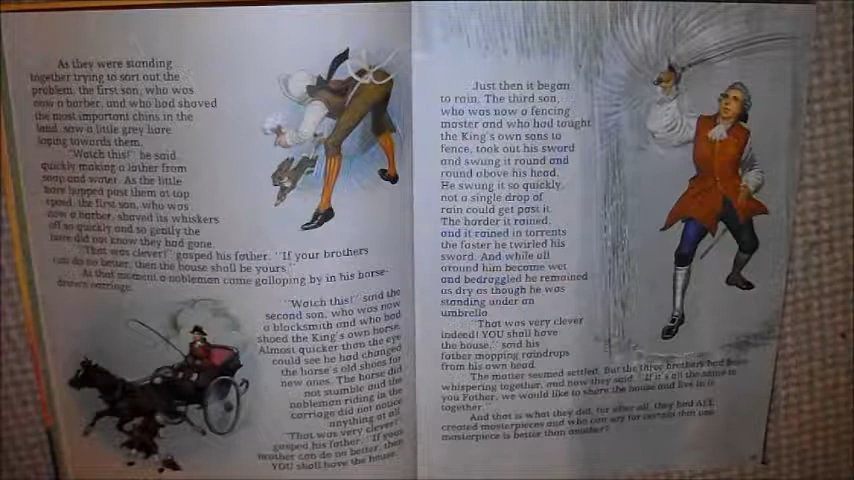 As they were standing
together trying to sort out the
problem, the first son, who was
now a barber, and who had shaved
the most important chins in the
land, saw a little grey hare
loping towards them.
"Watch this!" he said,
quickly making a lather from
soap and water. As the little
hare lopped past them at top
speed, the first son, who was
now a barber, shaved its whiskers
off so quickly and so gently the
hare did not know they had gone.
"That was clever!" gasped his father. "If your brothers
can do no better, then the house shall be yours."
At that moment a nobleman came galloping by in his horse-
drawn carriage.
"Watch this!" said the
second son, who was now
a blacksmith and who had
shoed the King's own horse.
Almost quicker than the eye
could see he had changed
the horse's old shoes for
new ones. The horse did
not stumble and the
nobleman riding in the
carriage did not notice
anything at all.
"That was very clever!"
gasped his father. "If your
brother can do no better, then
YOU shall have the house."
Just then it began
to rain. The third son,
who was now a fencing
master and who had taught
the King's own sons to
fence, took out his sword
and swung it round and
round above his head.
He swung it so quickly,
not a single drop of
rain could get past it.
The harder it rained,
and it rained in torrents
the faster he twirled his
sword. And while all
around him became wet
and bedraggled he remained
as dry as though he was
standing under an
umbrella.
"That was very clever
indeed! YOU shall have
the house," said his
father mopping raindrops
from his own head.
The matter seemed settled. But the three brothers had been
whispering together, and now they said, "If it's all the same to
you Father, we would like to share the house and live in it
together."
And that is what they did, for after all, they had ALL
created masterpieces and who can say for certain that one
masterpiece is better than another?